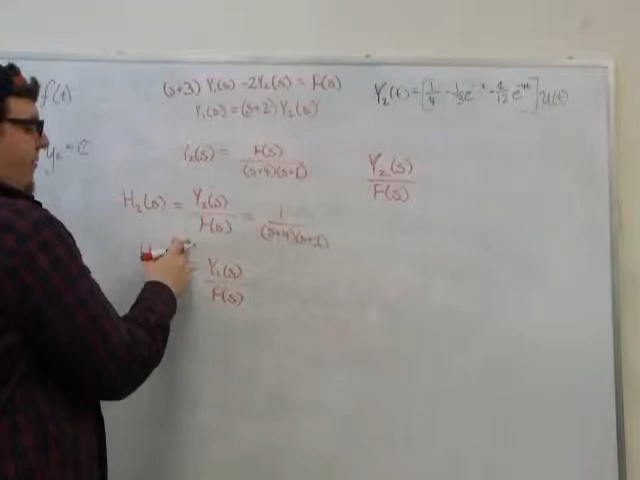 f(t)
(s+3) Y₁(s) - 2Y₂(s) = F(s)
Y₁(s) = (s+2) Y₂(s)
y₂ =
Y₂(s) = F(s) / (s+4)(s+1)
H₂(s) = Y₂(s) / F(s) = 1 / (s+4)(s+1)
H = Y₁(s) / F(s)
Y₂(t) = [1/4 - 1/3 e^-t - 1/12 e^-4t] u(t)
Y₂(s) / F(s)